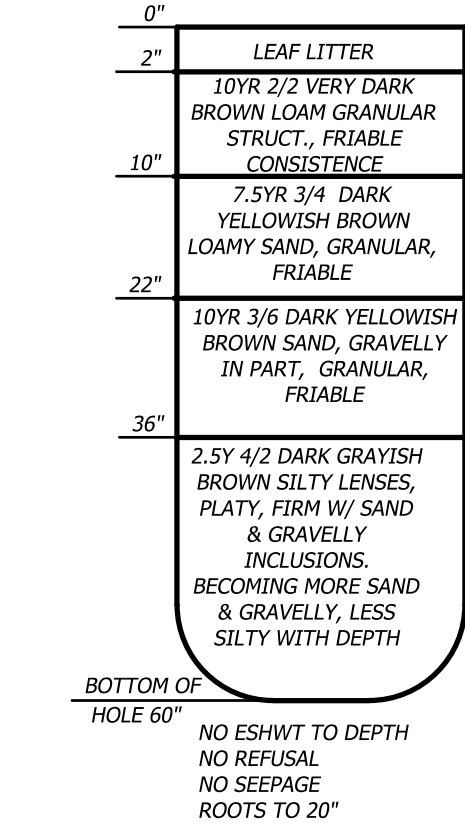 0"
LEAF LITTER
2"
10YR 2/2 VERY DARK
BROWN LOAM GRANULAR
STRUCT., FRIABLE
CONSISTENCE
10"
7.5YR 3/4 DARK
YELLOWISH BROWN
LOAMY SAND, GRANULAR,
FRIABLE
22"
10YR 3/6 DARK YELLOWISH
BROWN SAND, GRAVELLY
IN PART, GRANULAR,
FRIABLE
36"
2.5Y 4/2 DARK GRAYISH
BROWN SILTY LENSES,
PLATY, FIRM W/ SAND
& GRAVELLY
INCLUSIONS.
BECOMING MORE SAND
& GRAVELLY, LESS
SILTY WITH DEPTH
BOTTOM OF
HOLE 60"
NO ESHWT TO DEPTH
NO REFUSAL
NO SEEPAGE
ROOTS TO 20"